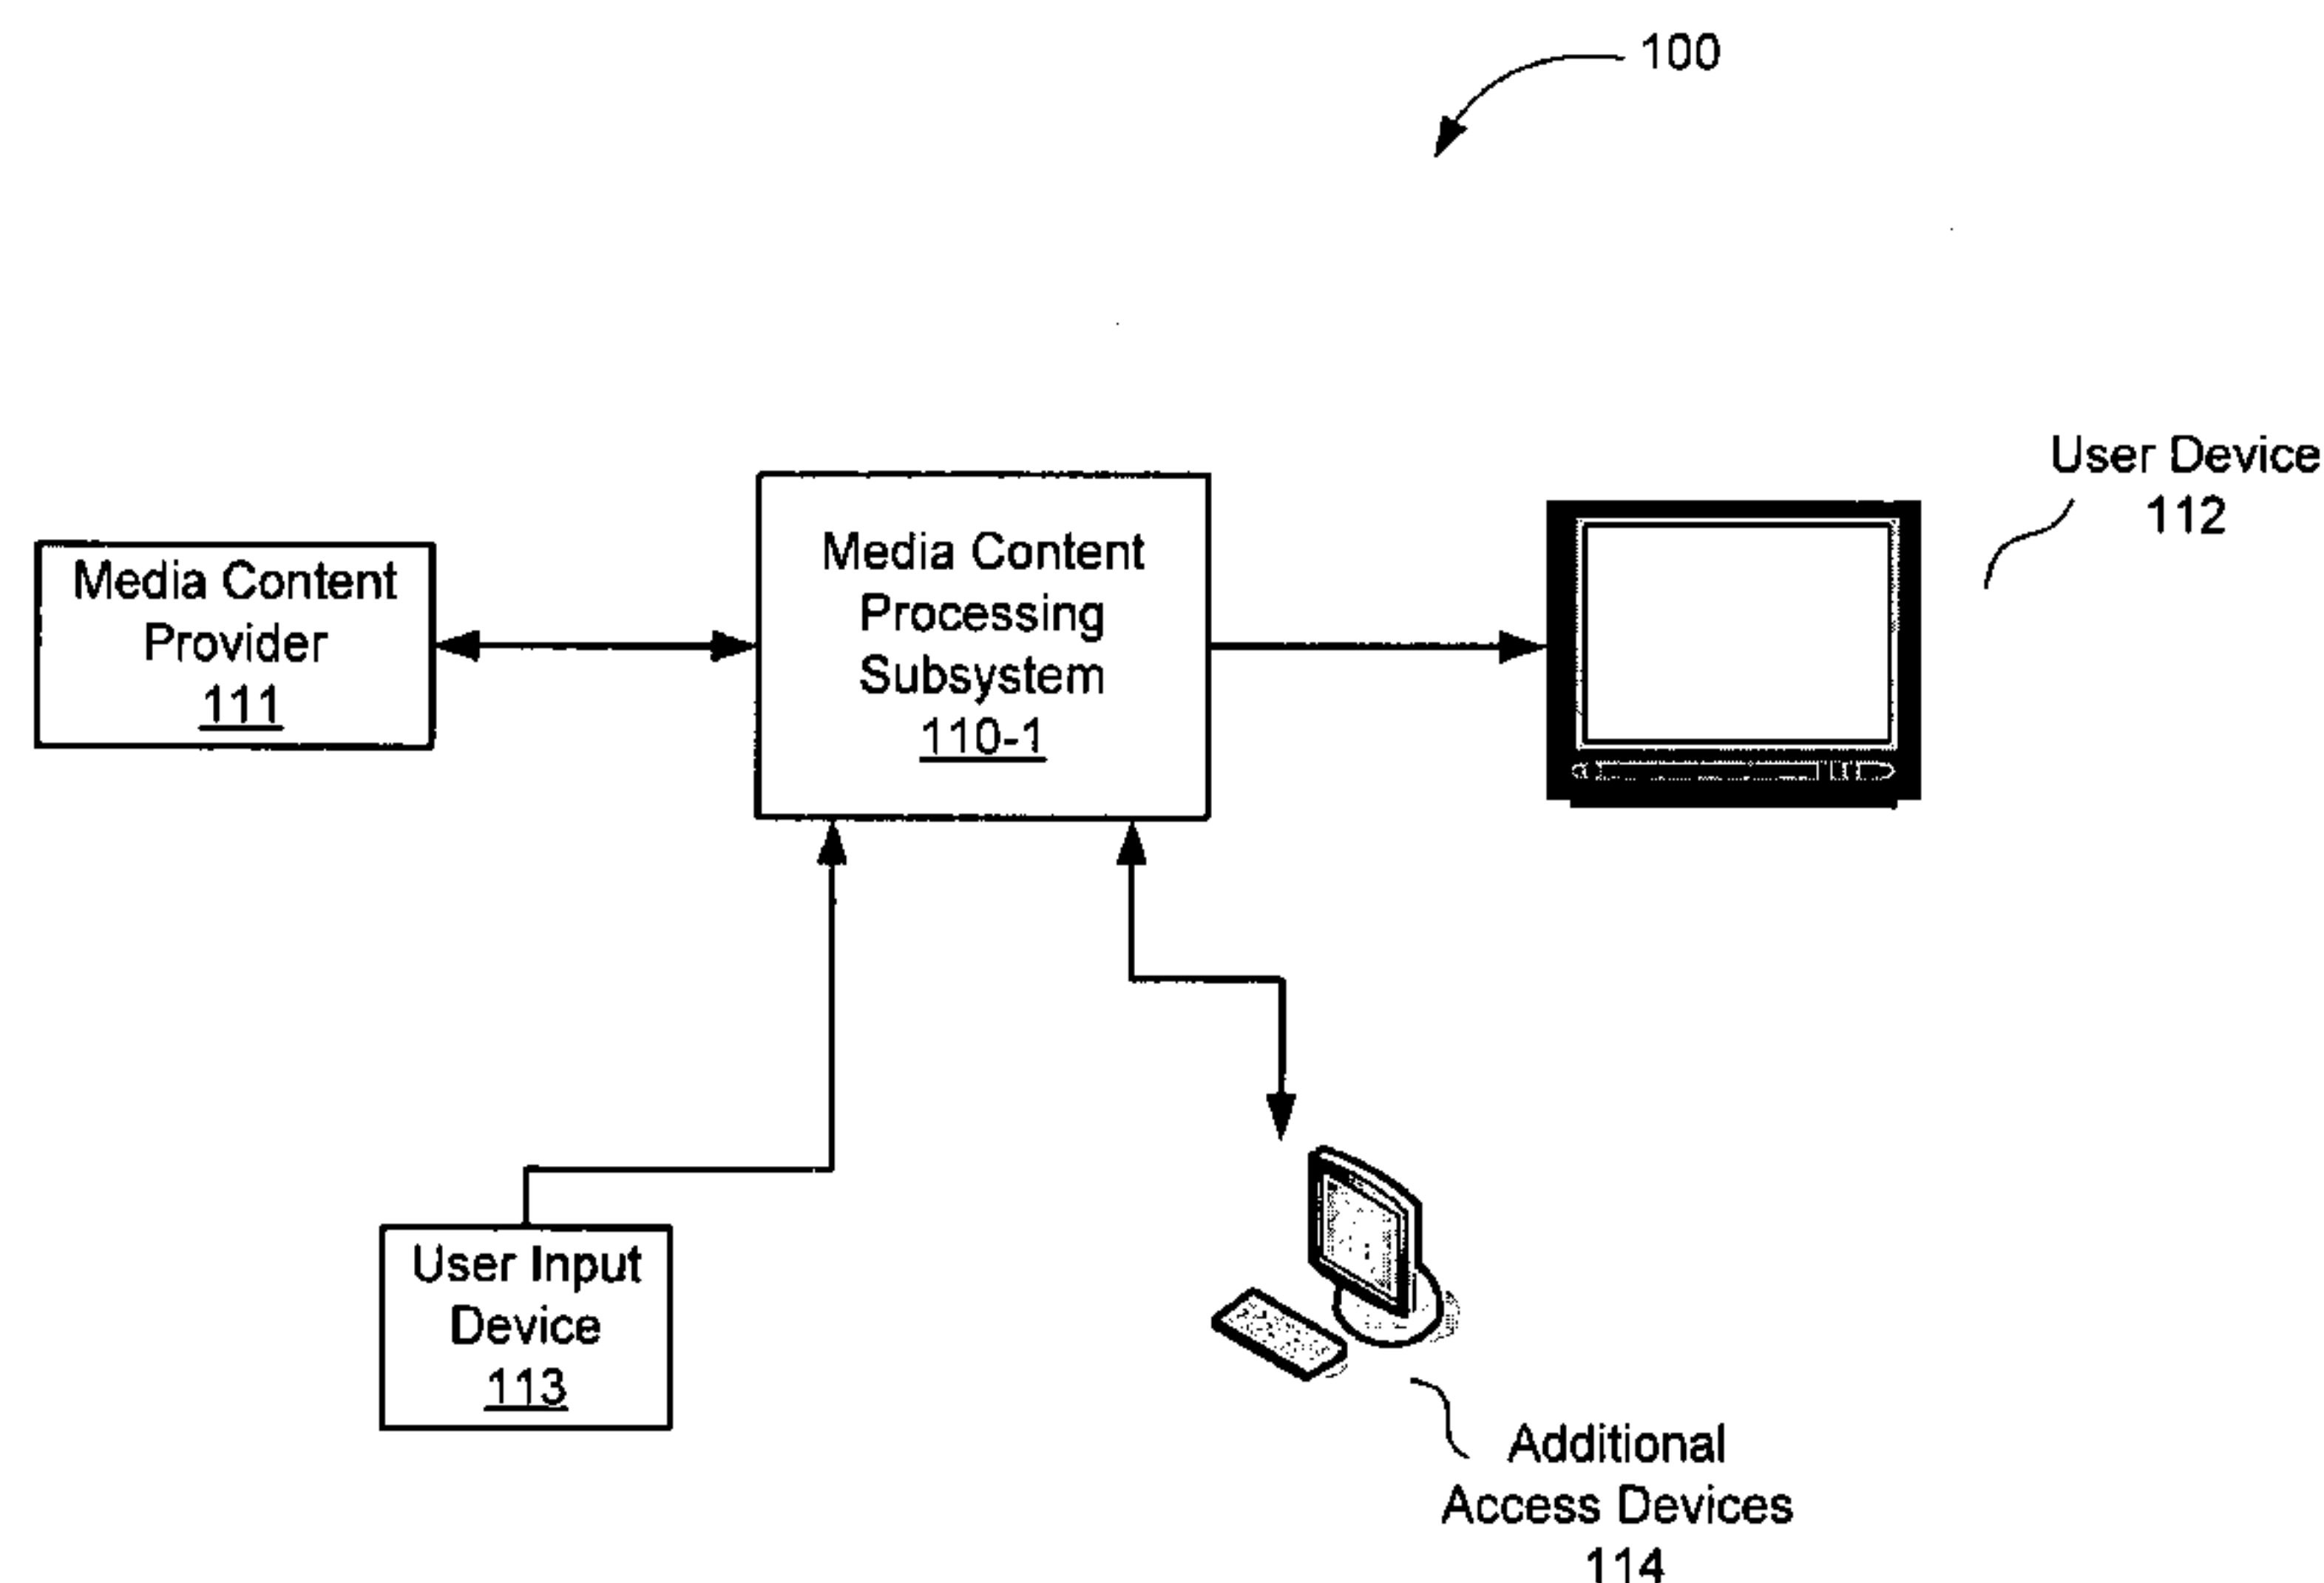 100
User Device
112
Media Content
Provider
111
Media Content
Processing
Subsystem
110-1
User Input
Device
113
Additional
Access Devices
114